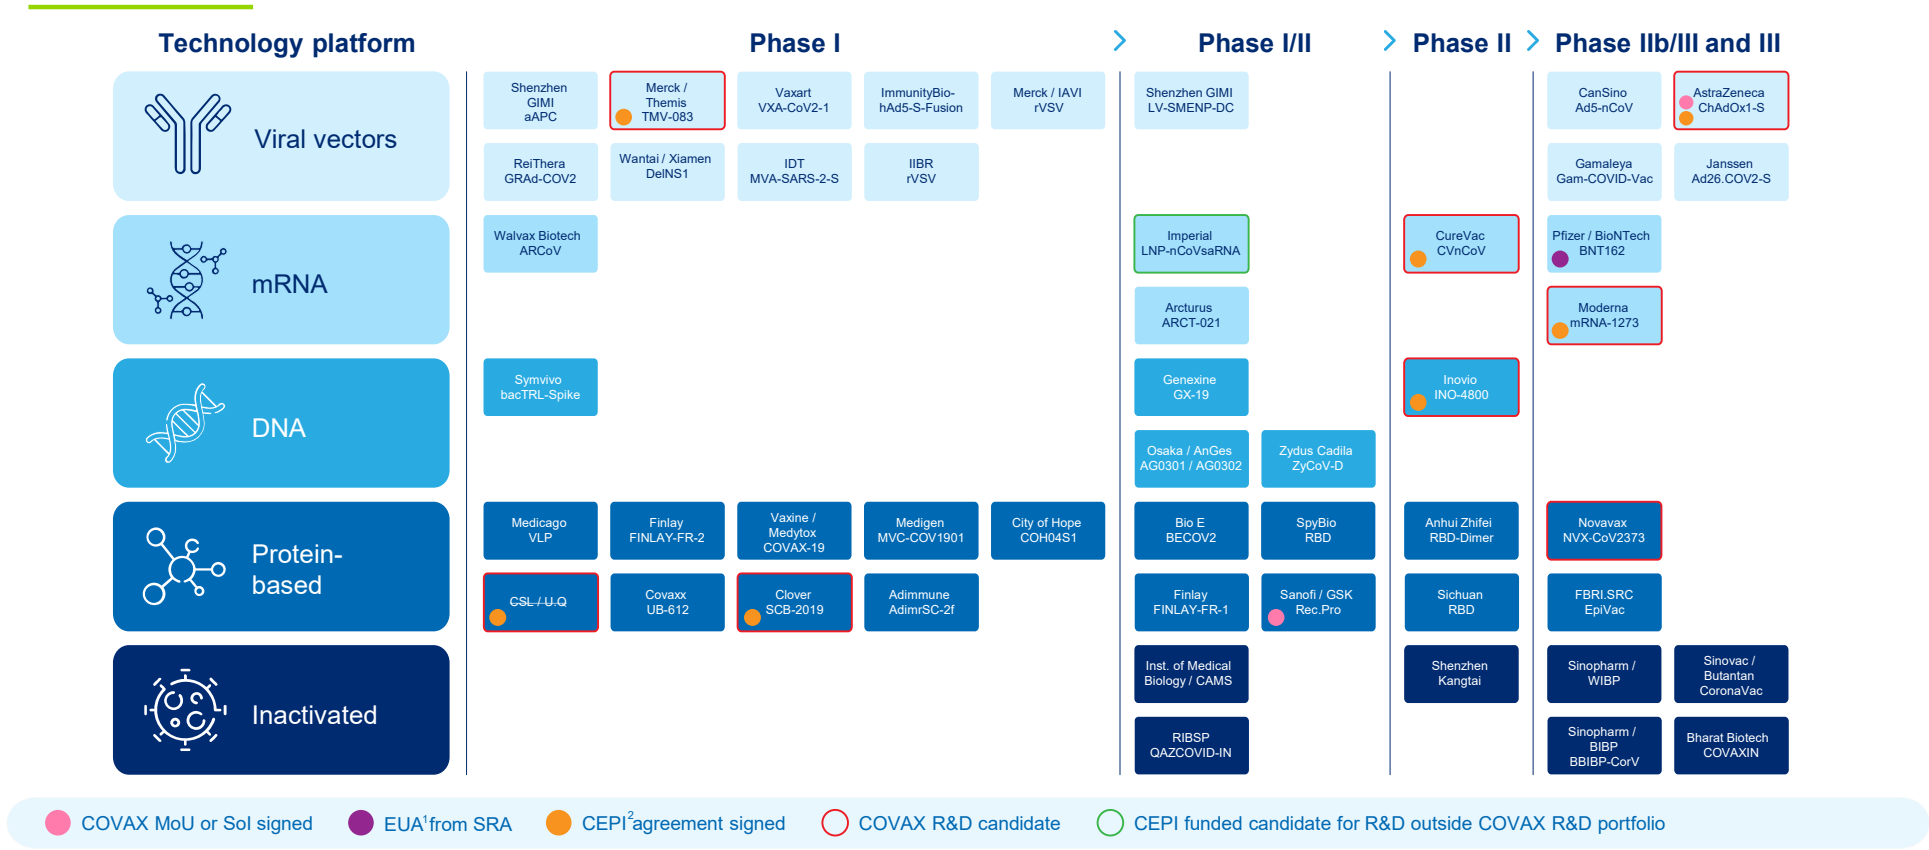 Technology platform
Phase I
Phase I/II
Phase II
Phase IIb/III and III
Viral vectors
Shenzhen
GIMI
aAPC
Merck /
Themis
TMV-083
Vaxart
VXA-CoV2-1
ImmunityBio-
hAd5-S-Fusion
Merck / IAVI
rVSV
Shenzhen GIMI
LV-SMENP-DC
CanSino
Ad5-nCoV
AstraZeneca
ChAdOx1-S
ReiThera
GRAd-COV2
Wantai / Xiamen
DelNS1
IDT
MVA-SARS-2-S
IIBR
rVSV
Gamaleya
Gam-COVID-Vac
Janssen
Ad26.COV2-S
mRNA
Walvax Biotech
ARCoV
Imperial
LNP-nCoVsaRNA
CureVac
CVnCoV
Pfizer / BioNTech
BNT162
Arcturus
ARCT-021
Moderna
mRNA-1273
DNA
Symvivo
bacTRL-Spike
Genexine
GX-19
Inovio
INO-4800
Osaka / AnGes
AG0301 / AG0302
Zydus Cadila
ZyCoV-D
Protein-
based
Medicago
VLP
Finlay
FINLAY-FR-2
Vaxine /
Medytox
COVAX-19
Medigen
MVC-COV1901
City of Hope
COH04S1
Bio E
BECOV2
SpyBio
RBD
Anhui Zhifei
RBD-Dimer
Novavax
NVX-CoV2373
CSL / U.Q
Covaxx
UB-612
Clover
SCB-2019
Adimmune
AdimrSC-2f
Finlay
FINLAY-FR-1
Sanofi / GSK
Rec.Pro
Sichuan
RBD
FBRI.SRC
EpiVac
Inactivated
Inst. of Medical
Biology / CAMS
Shenzhen
Kangtai
Sinopharm /
WIBP
Sinovac /
Butantan
CoronaVac
RIBSP
QAZCOVID-IN
Sinopharm /
BIBP
BBIBP-CorV
Bharat Biotech
COVAXIN
COVAX MoU or SoI signed
EUA¹from SRA
CEPI²agreement signed
COVAX R&D candidate
CEPI funded candidate for R&D outside COVAX R&D portfolio